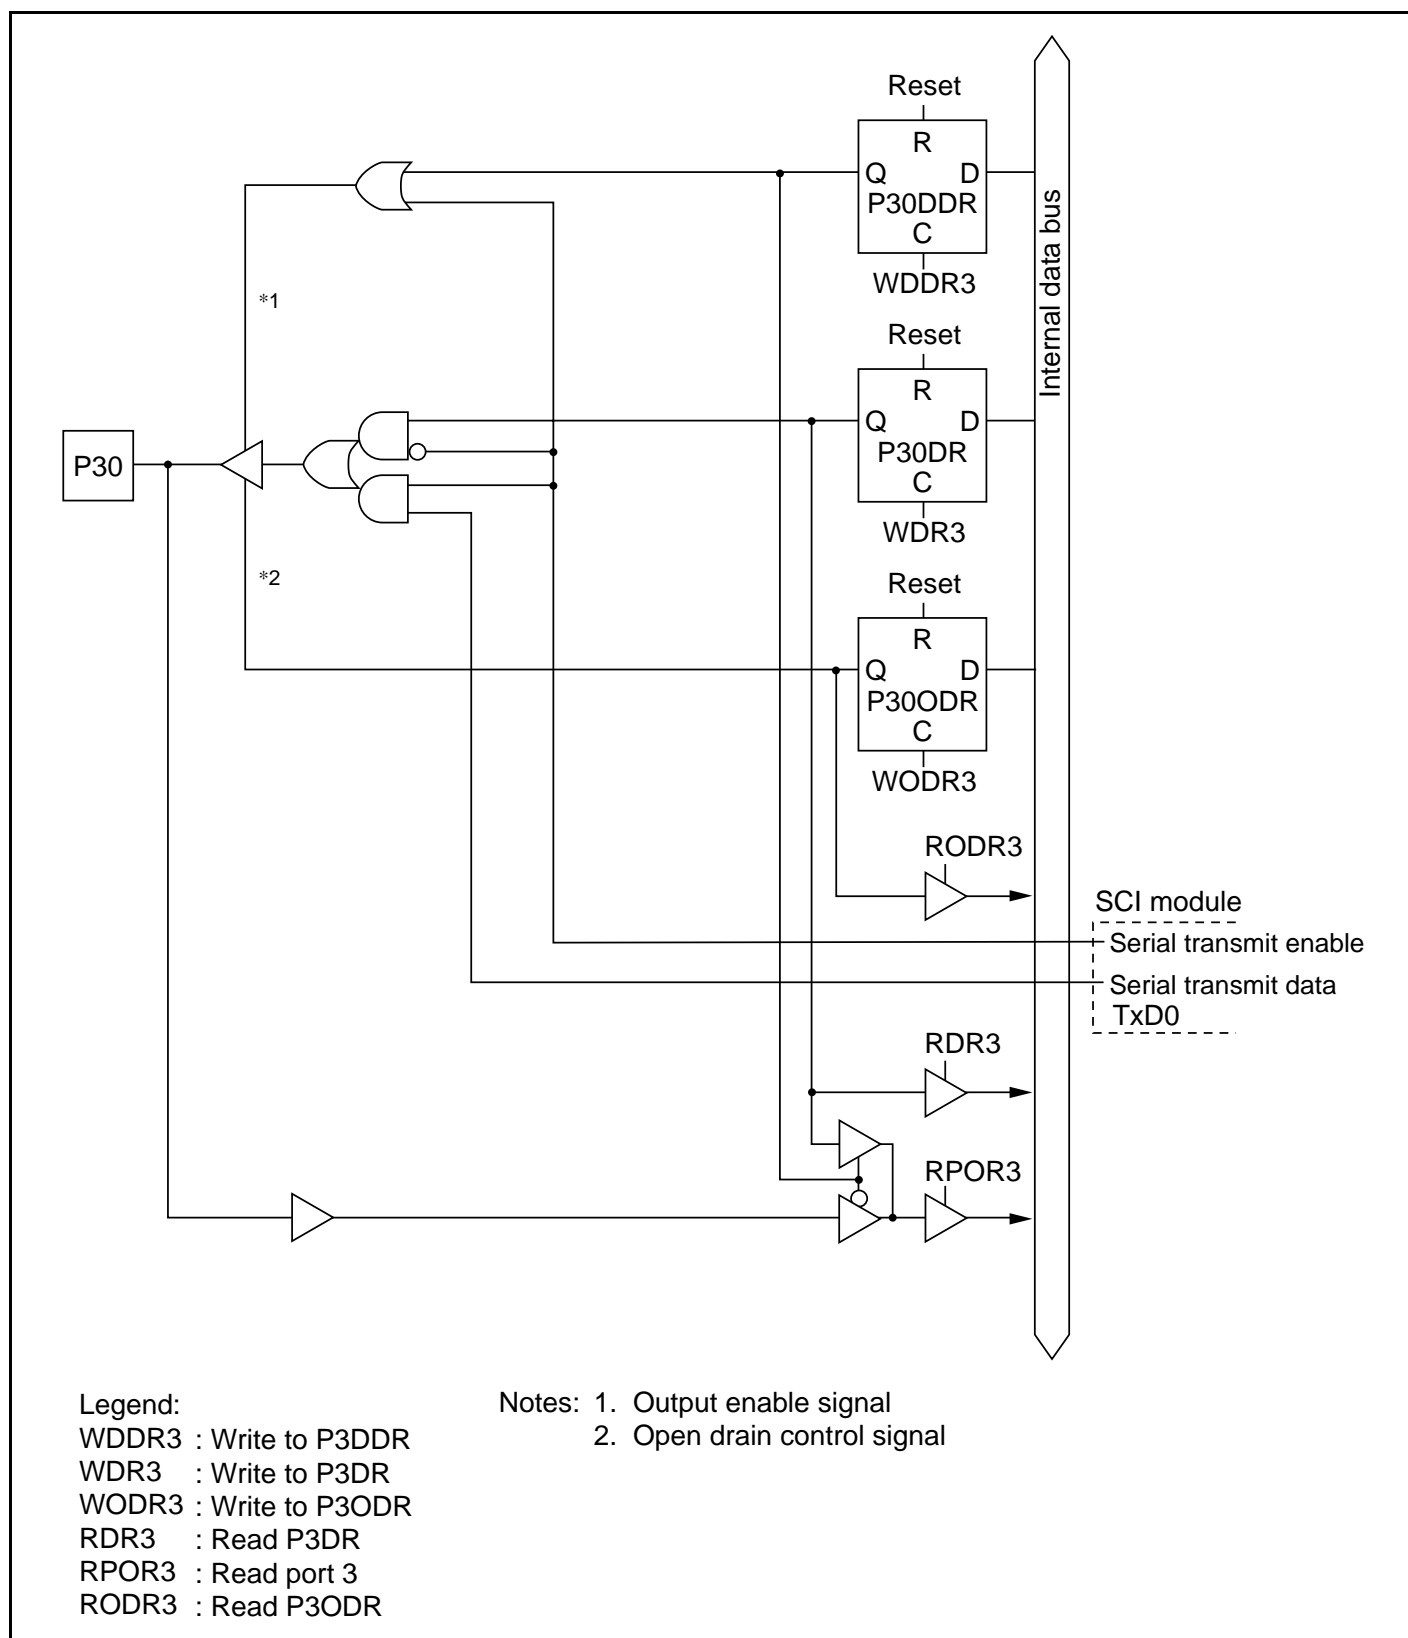 Reset
R
Q D
P30DDR
C
WDDR3
Internal data bus
*1
Reset
R
Q D
P30DR
C
WDR3
P30
*2
Reset
R
Q D
P30ODR
C
WODR3
RODR3
SCI module
Serial transmit enable
Serial transmit data
TxD0
RDR3
RPOR3
Legend:
WDDR3 : Write to P3DDR
WDR3 : Write to P3DR
WODR3 : Write to P3ODR
RDR3 : Read P3DR
RPOR3 : Read port 3
RODR3 : Read P3ODR
Notes: 1. Output enable signal
2. Open drain control signal